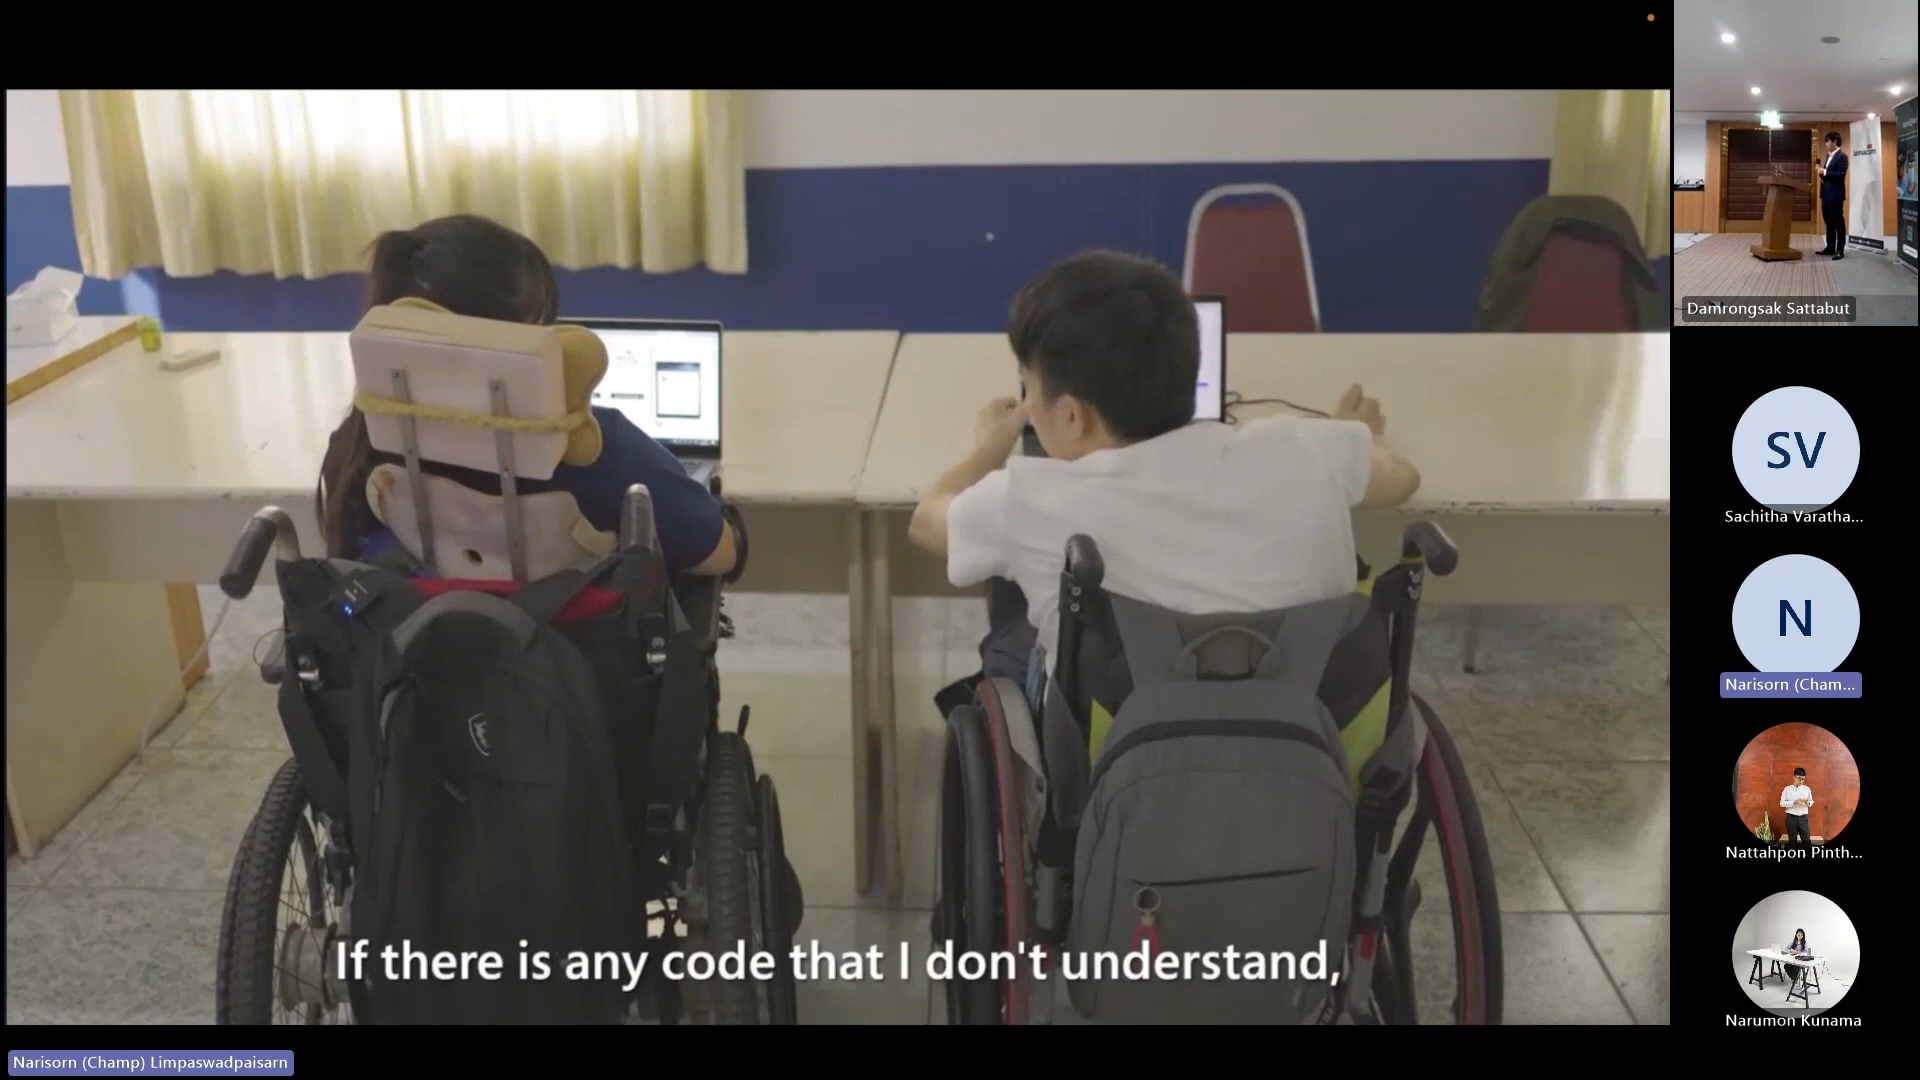 Damrongsak Sattabut
SV
Sachitha Varatha...
N
Narisorn (Cham...
Nattahpon Pinth...
Narumon Kunama
If there is any code that I don't understand,
Narisorn (Champ) Limpaswadpaisarn